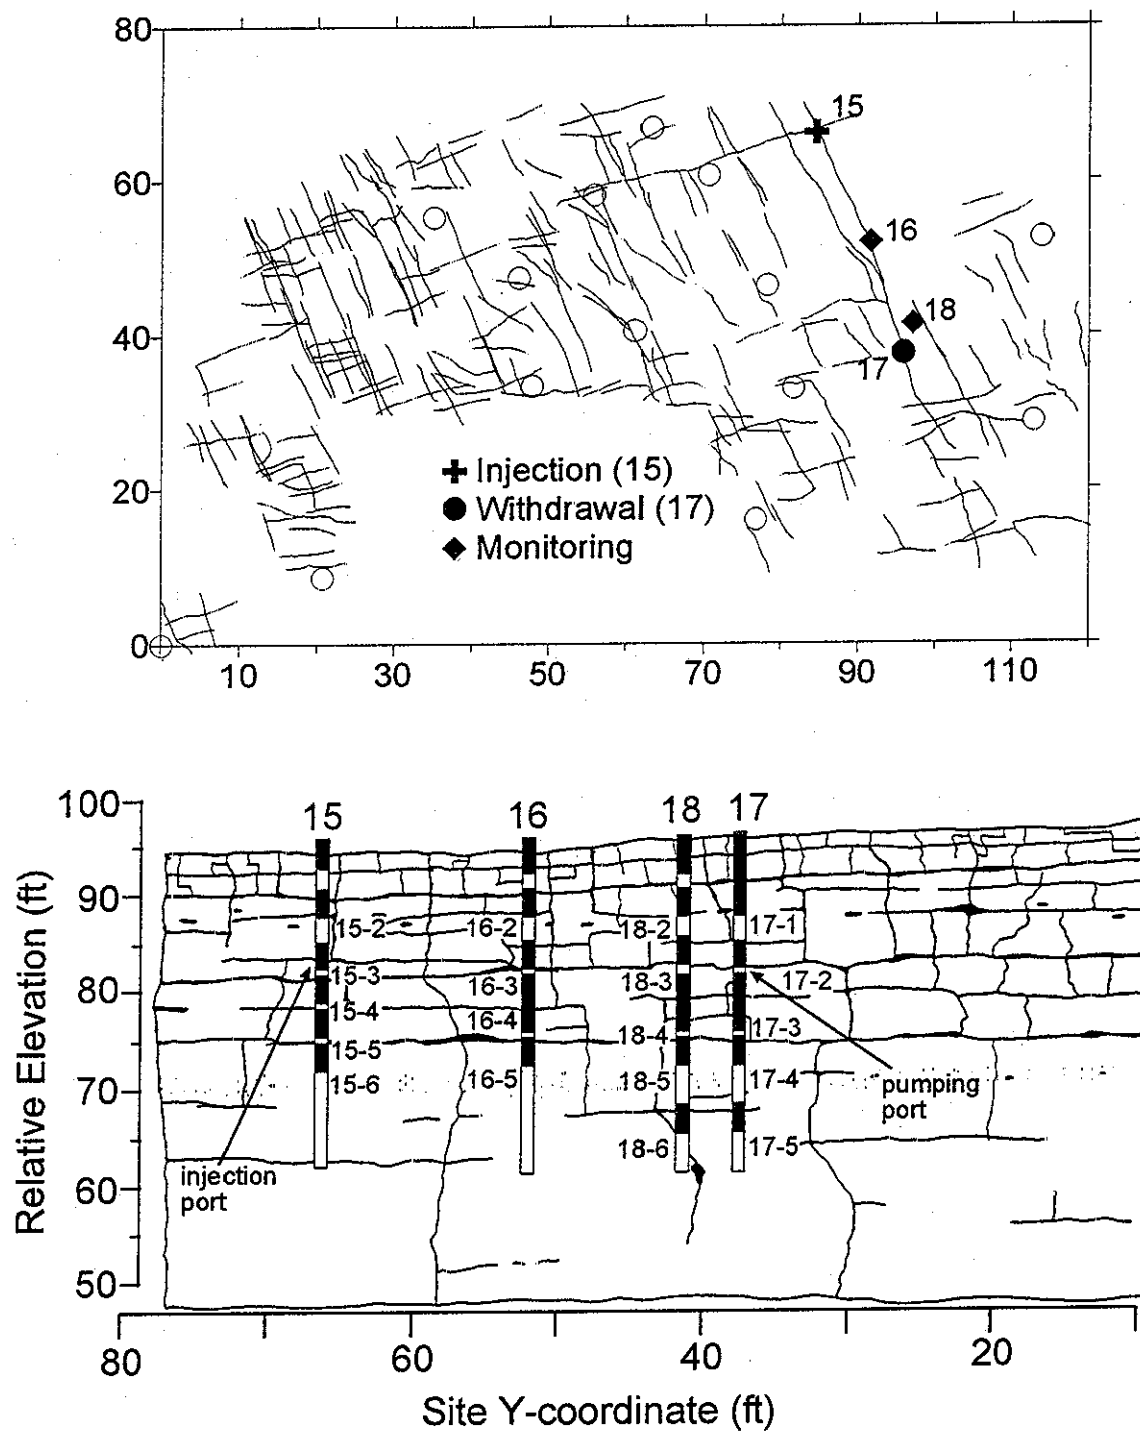 80
15
60
16
18
40
17
Injection (15)
20
Withdrawal (17)
Monitoring
0
10 30 50 70 90 110
100
15 16 18 17
90
15-2 16-2 18-2 17-1
15-3 16-3 18-3 17-2
80
15-4 16-4 18-4 17-3
15-5
15-6 16-5 18-5 17-4
70
pumping
port
18-6 17-5
injection
port
60
50
80 60 40 20
Relative Elevation (ft)
Site Y-coordinate (ft)